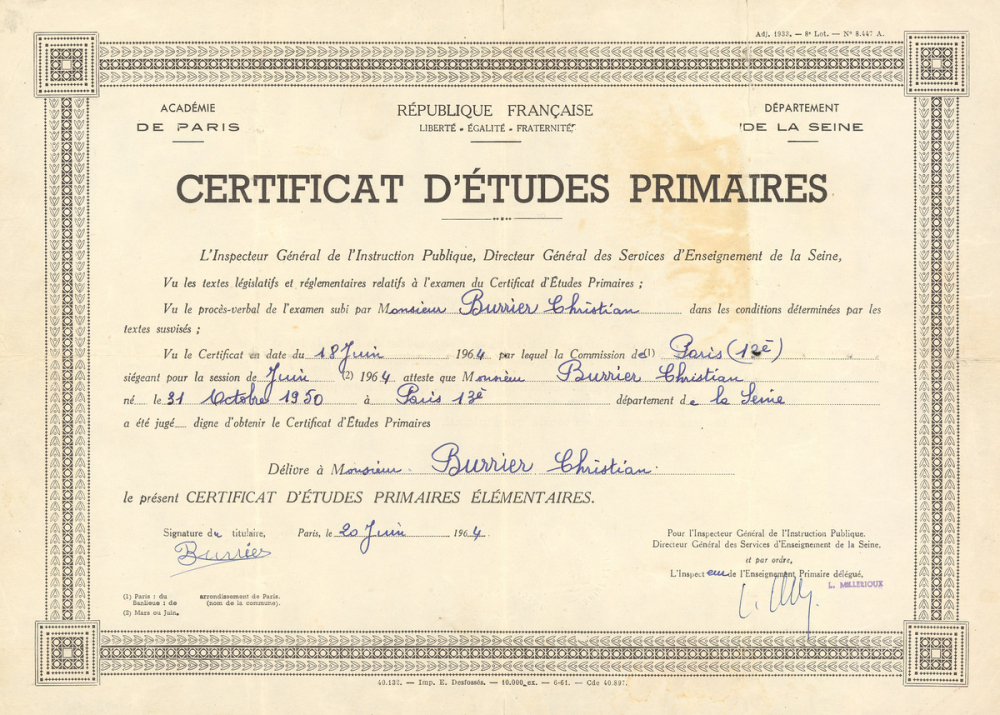 Adj. 1933. — 8e Lot. — N° 8.447 A.
ACADÉMIE
DE PARIS
RÉPUBLIQUE FRANÇAISE
LIBERTÉ - ÉGALITÉ - FRATERNITÉ
DÉPARTEMENT
DE LA SEINE
CERTIFICAT D'ÉTUDES PRIMAIRES
L'Inspecteur Général de l'Instruction Publique, Directeur Général des Services d'Enseignement de la Seine,
Vu les textes législatifs et réglementaires relatifs à l'examen du Certificat d'Études Primaires ;
Vu le procès-verbal de l'examen subi par Monsieur Burrier Christian dans les conditions déterminées par les
textes susvisés ;
Vu le Certificat en date du 18 Juin 1964 par lequel la Commission de (1) Paris (12è)
siégeant pour la session de Juin (2) 1964 atteste que Monsieur Burrier Christian
né le 31 Octobre 1950 à Paris 13è département de la Seine
a été jugé digne d'obtenir le Certificat d'Études Primaires
Délivré à Monsieur Burrier Christian
le présent CERTIFICAT D'ÉTUDES PRIMAIRES ÉLÉMENTAIRES.
Signature du titulaire,
Burrier
Paris, le 20 Juin 1964
Pour l'Inspecteur Général de l'Instruction Publique.
Directeur Général des Services d'Enseignement de la Seine,
et par ordre,
L'Inspecteur de l'Enseignement Primaire délégué,
L. MILLERIOUX
(1) Paris : du arrondissement de Paris.
Banlieue : de (nom de la commune).
(2) Mars ou Juin.
40.132. — Imp. E. Desfossés. — 10.000 ex. — 6-61. — Cde 40.897.